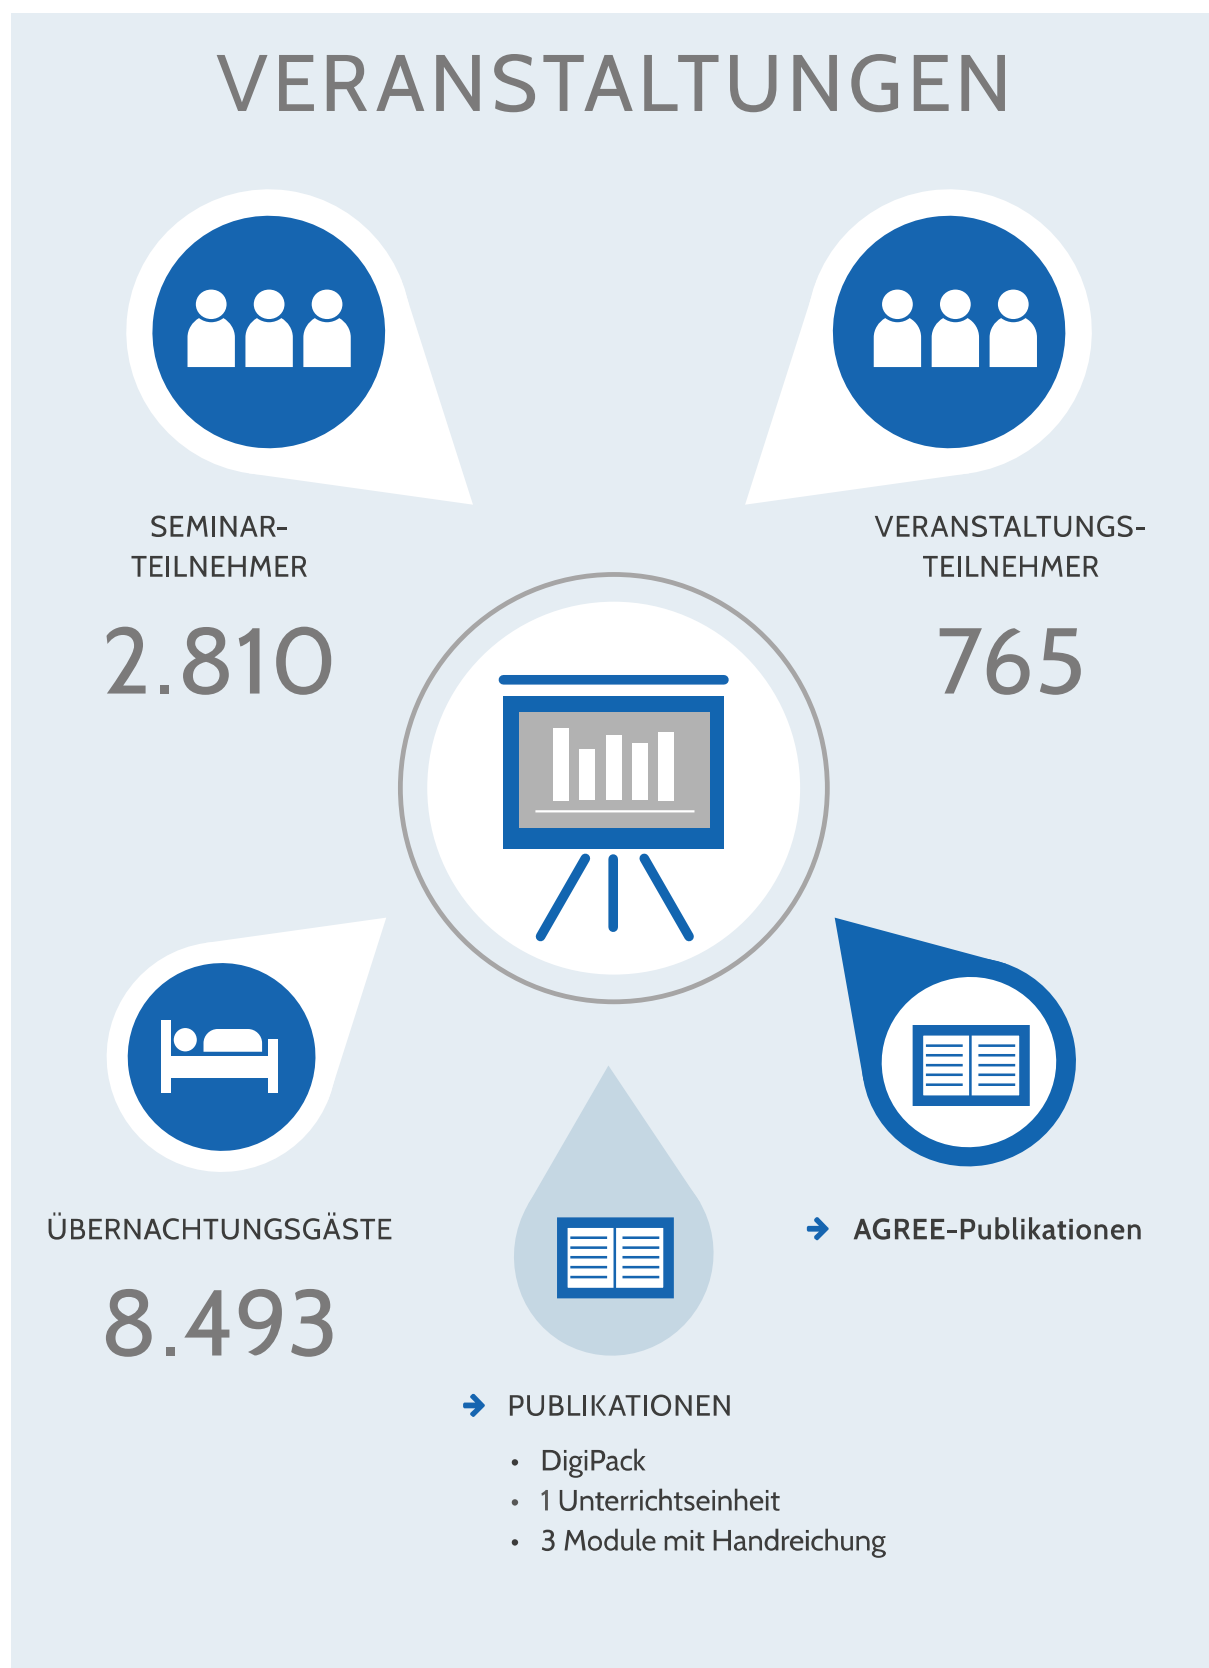 VERANSTALTUNGEN
SEMINAR-
TEILNEHMER
2.810
VERANSTALTUNGS-
TEILNEHMER
765
ÜBERNACHTUNGSGÄSTE
8.493
→ AGREE-Publikationen
→ PUBLIKATIONEN
• DigiPack
• 1 Unterrichtseinheit
• 3 Module mit Handreichung